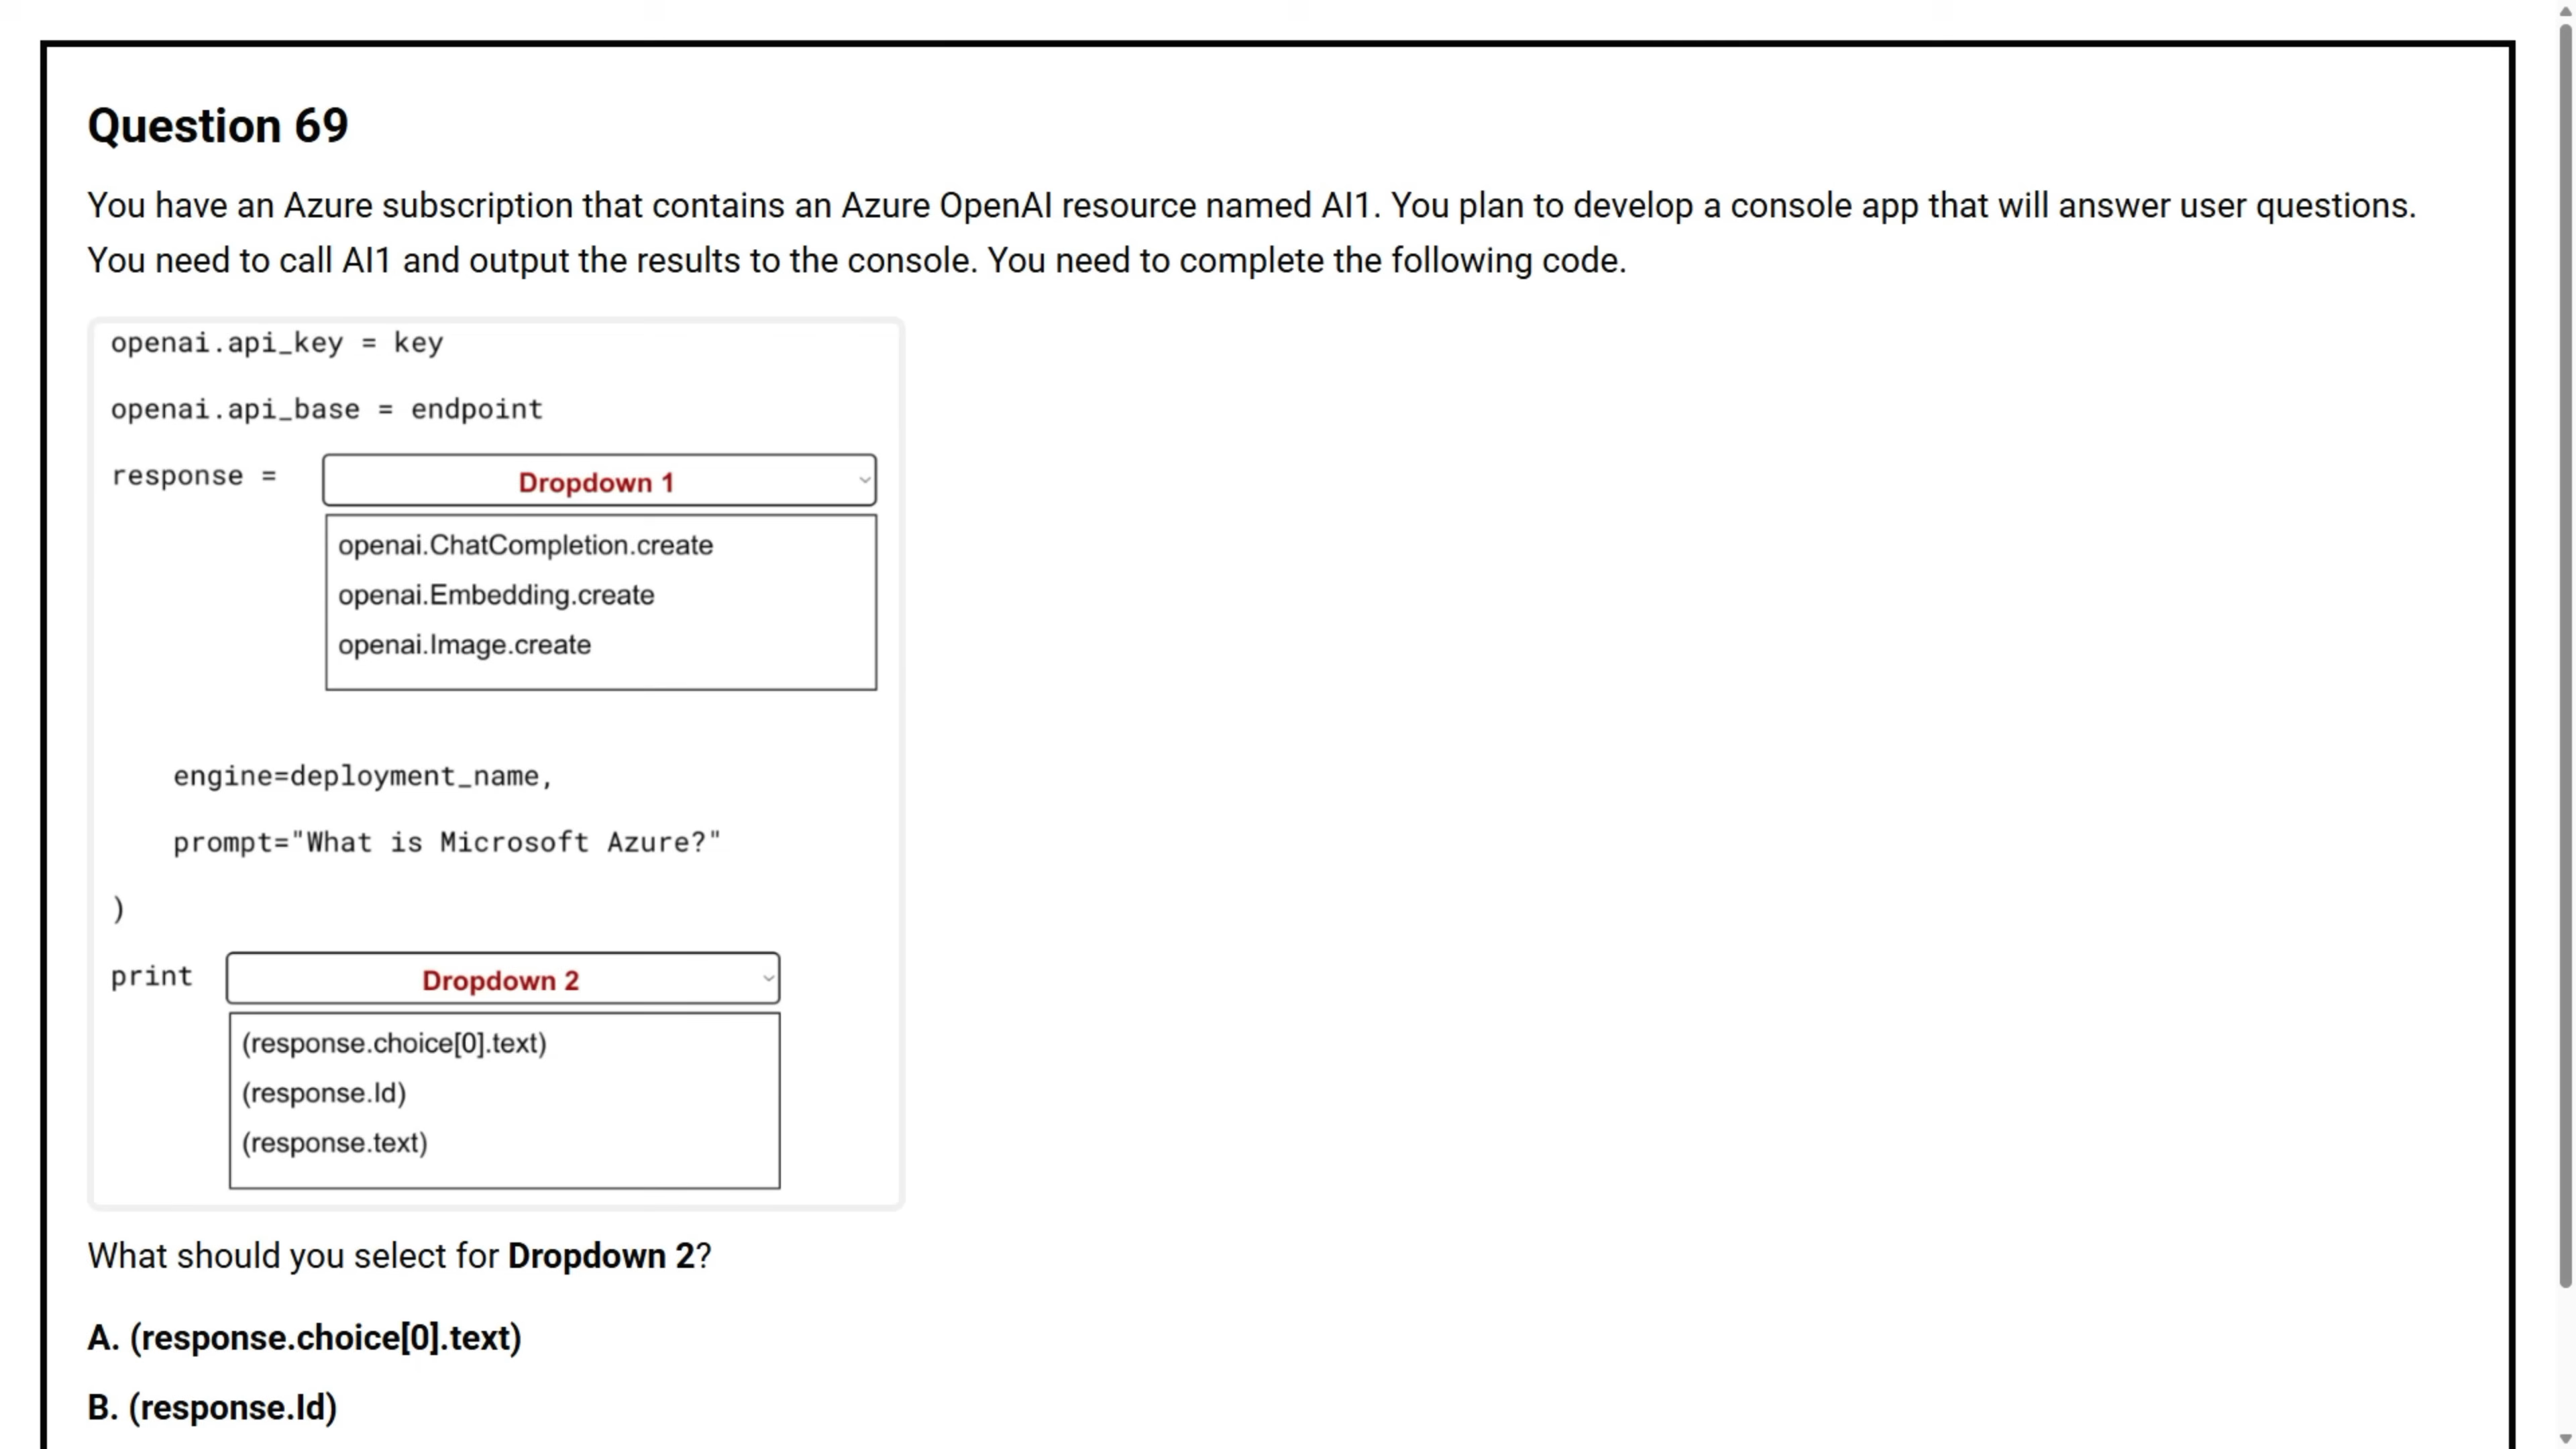 Question 69
You have an Azure subscription that contains an Azure OpenAI resource named AI1. You plan to develop a console app that will answer user questions.
You need to call AI1 and output the results to the console. You need to complete the following code.
openai.api_key = key
openai.api_base = endpoint
response = Dropdown 1
openai.ChatCompletion.create
openai.Embedding.create
openai.Image.create
engine=deployment_name,
prompt="What is Microsoft Azure?"
)
print Dropdown 2
(response.choice[0].text)
(response.Id)
(response.text)
What should you select for Dropdown 2?
A. (response.choice[0].text)
B. (response.Id)